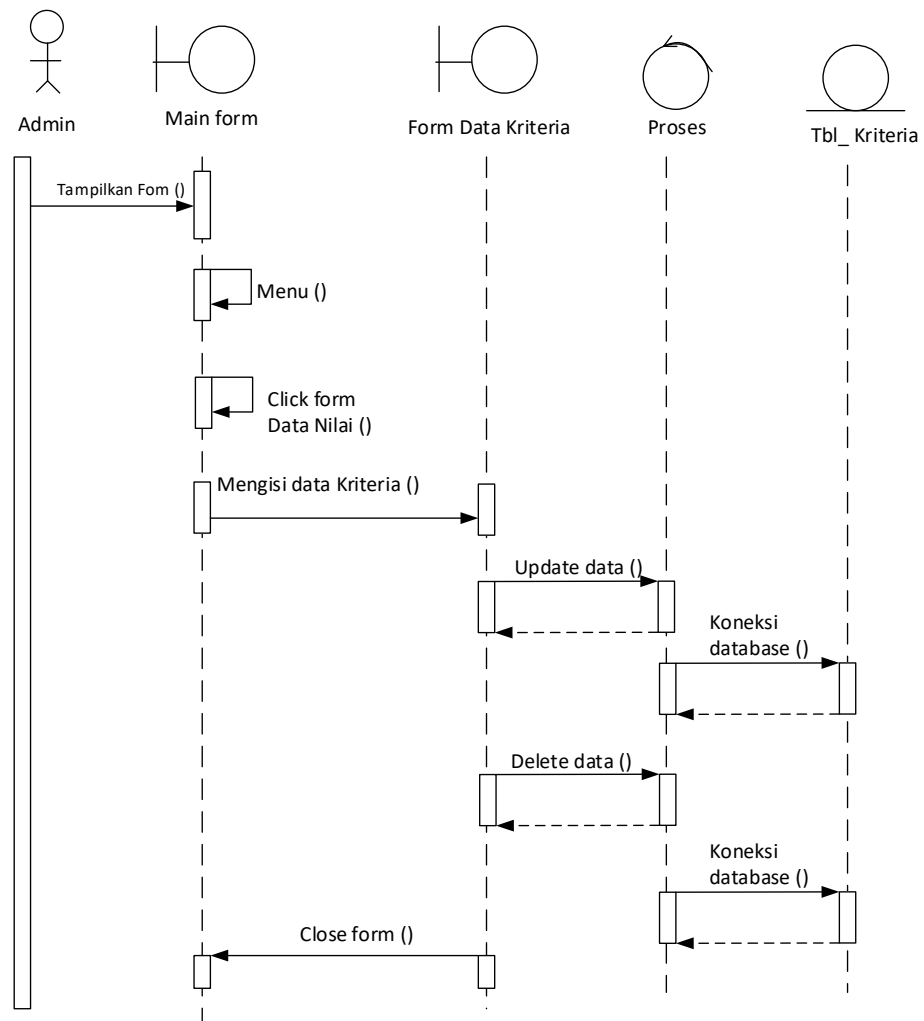 Admin
Main form
Form Data Kriteria
Proses
Tbl_ Kriteria
Tampilkan Fom ()
Menu ()
Click form
Data Nilai ()
Mengisi data Kriteria ()
Update data ()
Koneksi
database ()
Delete data ()
Koneksi
database ()
Close form ()